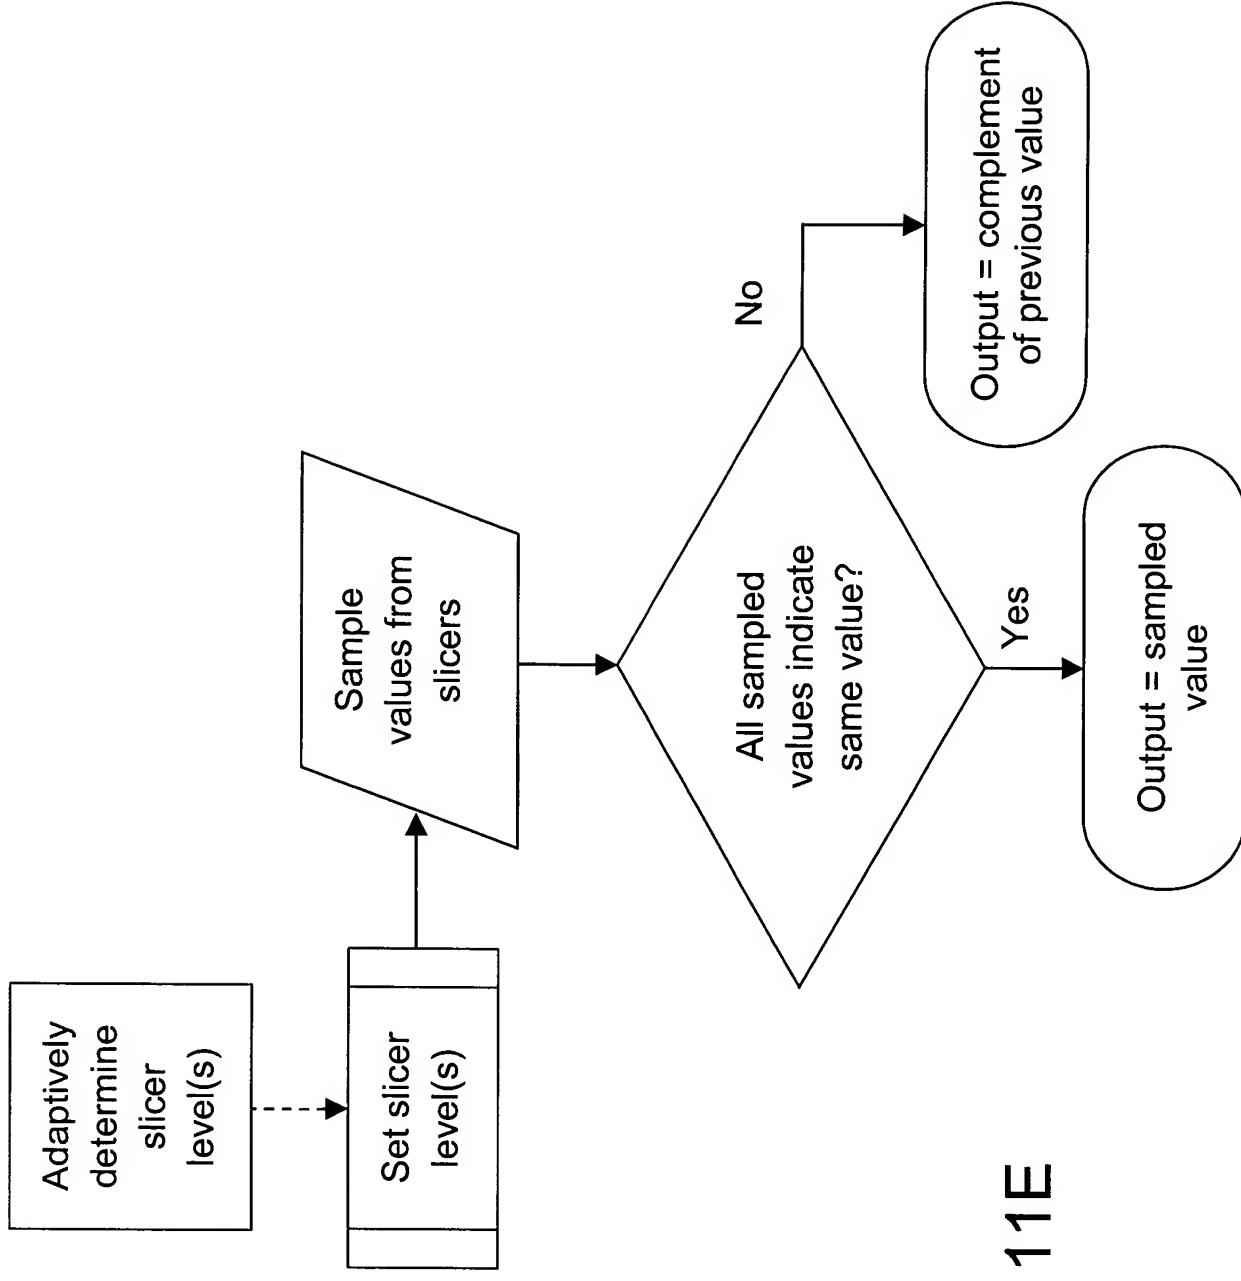 Adaptively
determine
slicer
level(s)
Set slicer
level(s)
Sample
values from
slicers
All sampled
values indicate
same value?
No
Yes
Output = complement
of previous value
Output = sampled
value
11E